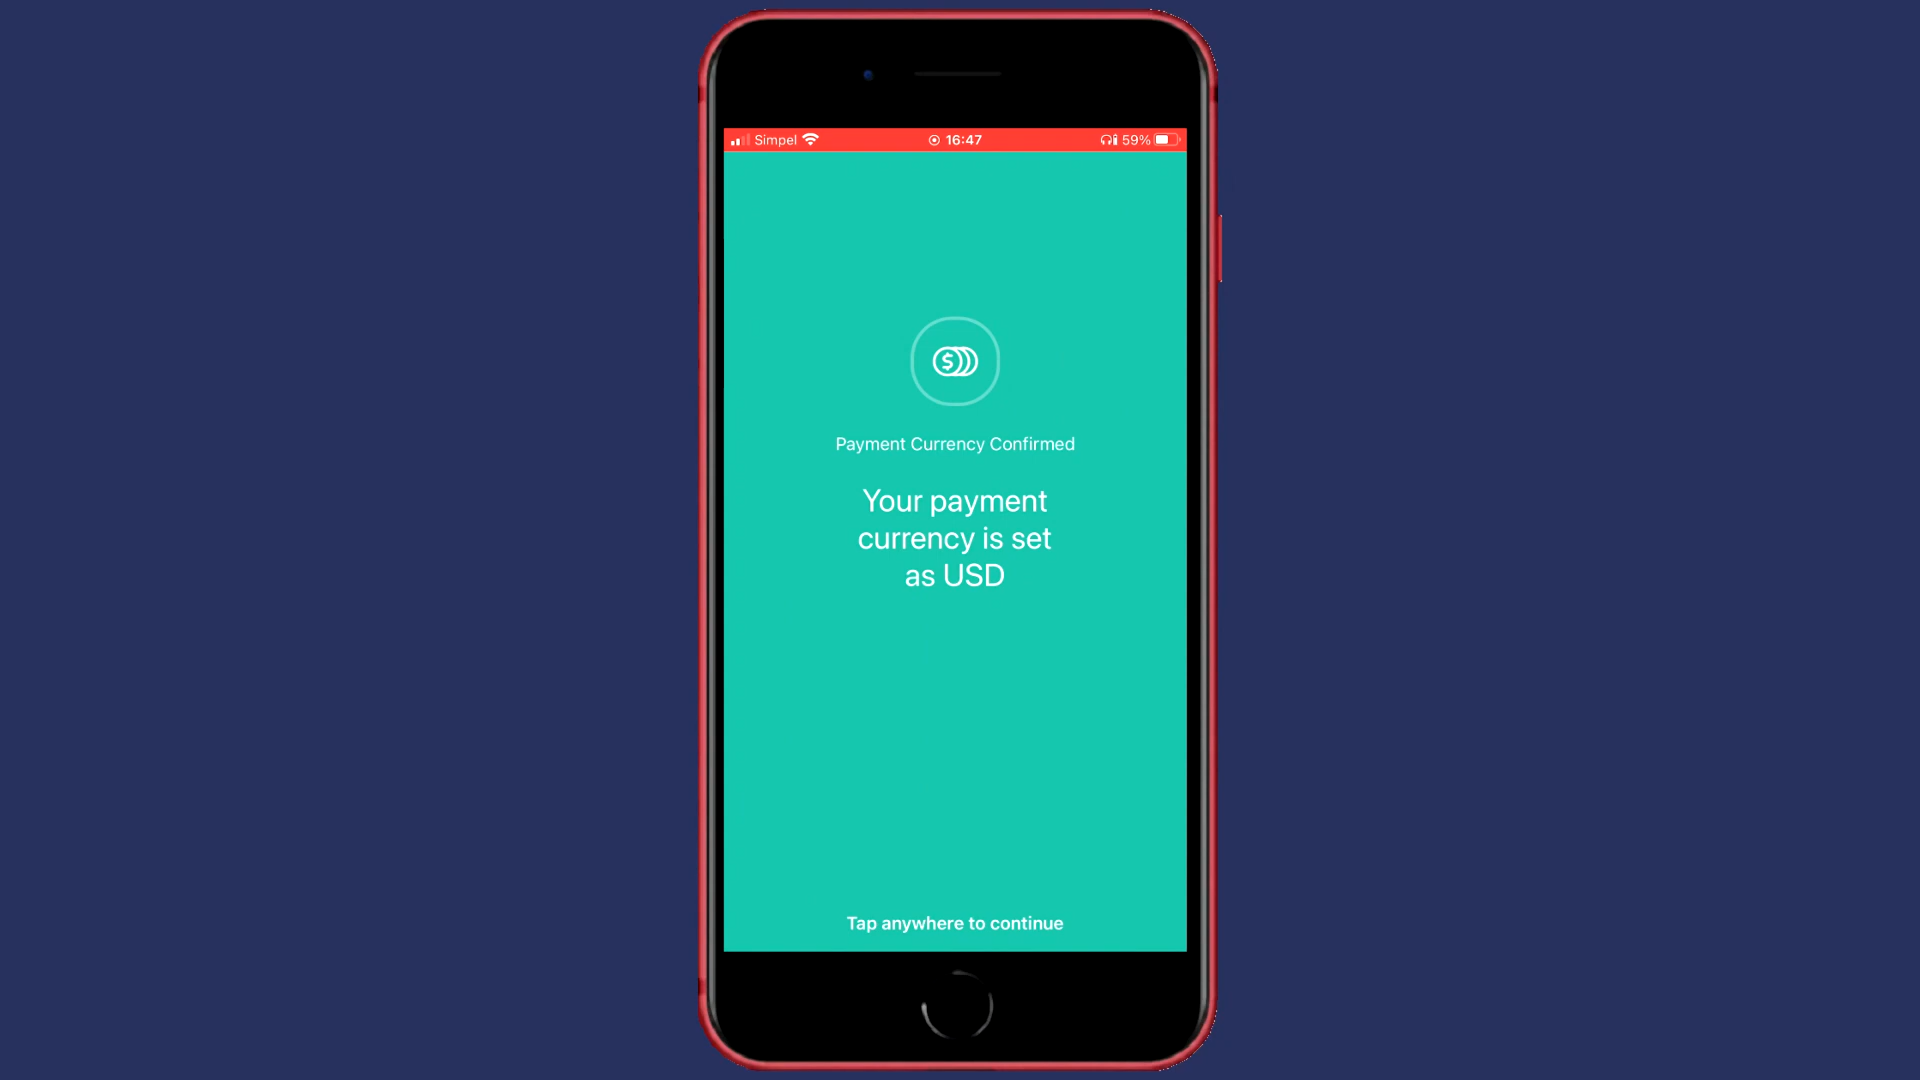 Simpel 16:47 59%
$
Payment Currency Confirmed
Your payment
currency is set
as USD
Tap anywhere to continue